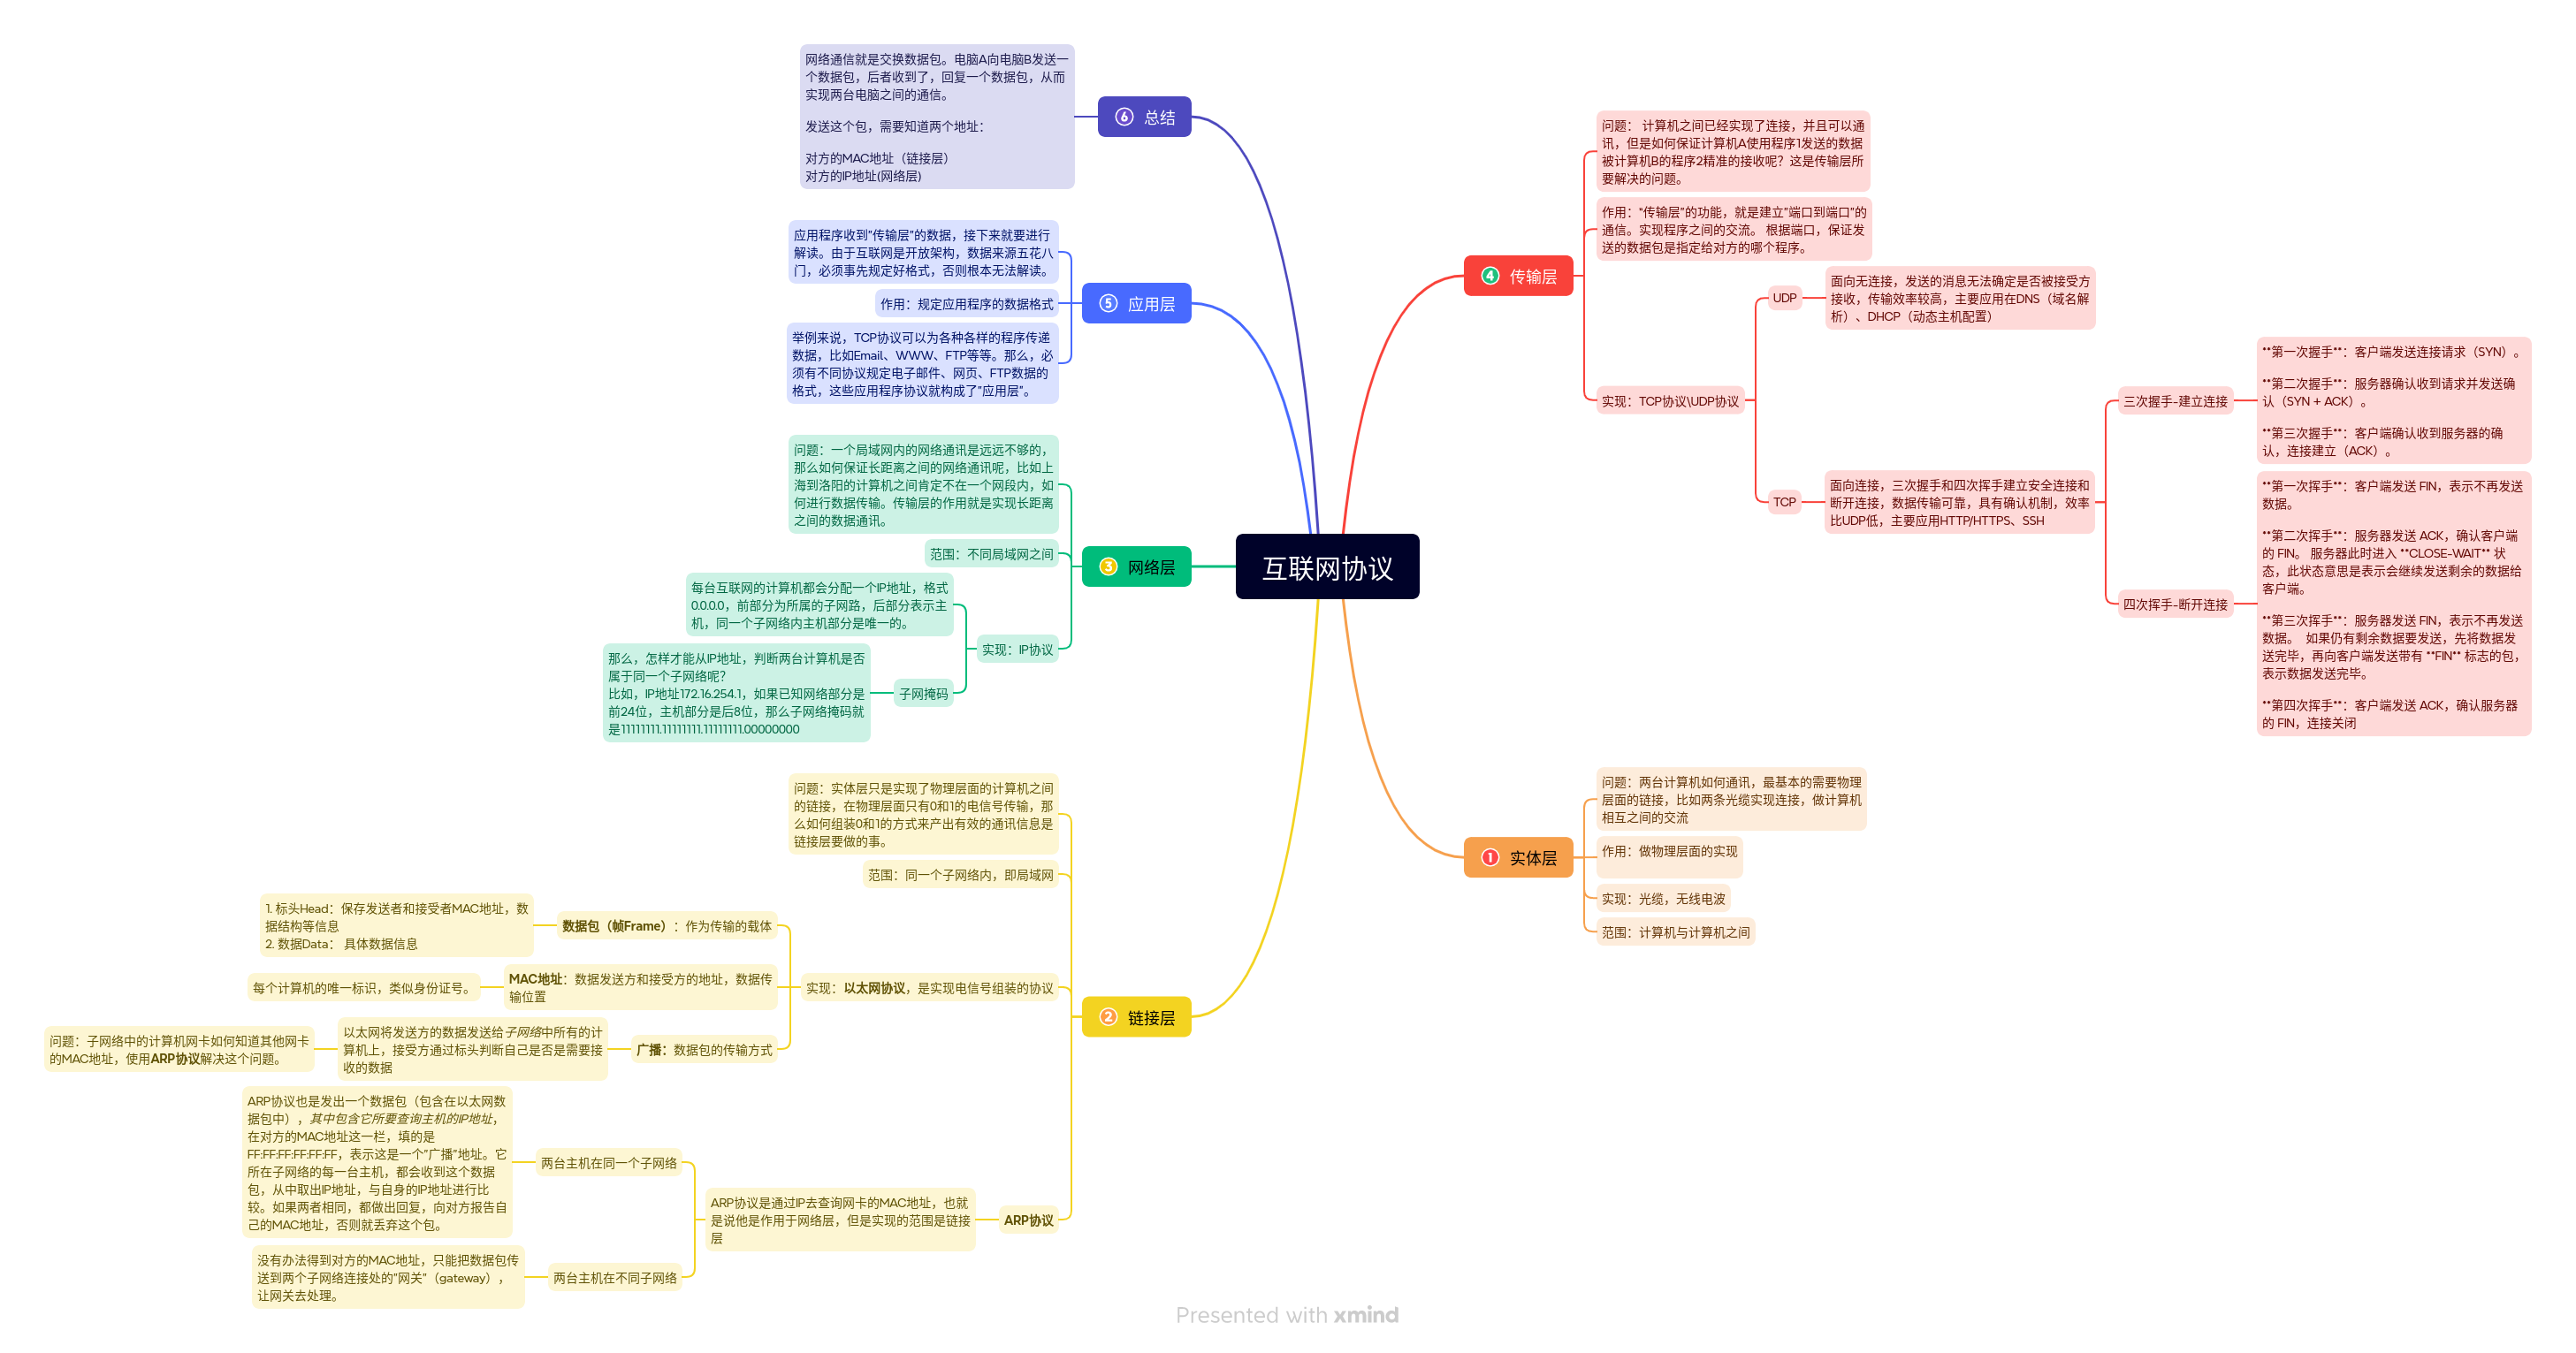 互联网协议
❶ 实体层
问题：两台计算机如何通讯，最基本的需要物理
层面的链接，比如两条光缆实现连接，做计算机
相互之间的交流
作用：做物理层面的实现
实现：光缆，无线电波
范围：计算机与计算机之间
② 链接层
问题：实体层只是实现了物理层面的计算机之间
的链接，在物理层面只有0和1的电信号传输，那
么如何组装0和1的方式来产出有效的通讯信息是
链接层要做的事。
范围：同一个子网络内，即局域网
实现：以太网协议，是实现电信号组装的协议
数据包（帧Frame）：作为传输的载体
1. 标头Head：保存发送者和接受者MAC地址，数
据结构等信息
2. 数据Data： 具体数据信息
MAC地址：数据发送方和接受方的地址，数据传
输位置
每个计算机的唯一标识，类似身份证号。
广播：数据包的传输方式
以太网将发送方的数据发送给子网络中所有的计
算机上，接受方通过标头判断自己是否是需要接
收的数据
问题：子网络中的计算机网卡如何知道其他网卡
的MAC地址，使用ARP协议解决这个问题。
ARP协议
ARP协议是通过IP去查询网卡的MAC地址，也就
是说他是作用于网络层，但是实现的范围是链接
层
两台主机在同一个子网络
ARP协议也是发出一个数据包（包含在以太网数
据包中），其中包含它所要查询主机的IP地址，
在对方的MAC地址这一栏，填的是
FF:FF:FF:FF:FF:FF，表示这是一个"广播"地址。它
所在子网络的每一台主机，都会收到这个数据
包，从中取出IP地址，与自身的IP地址进行比
较。如果两者相同，都做出回复，向对方报告自
己的MAC地址，否则就丢弃这个包。
两台主机在不同子网络
没有办法得到对方的MAC地址，只能把数据包传
送到两个子网络连接处的"网关"（gateway），
让网关去处理。
③ 网络层
问题：一个局域网内的网络通讯是远远不够的，
那么如何保证长距离之间的网络通讯呢，比如上
海到洛阳的计算机之间肯定不在一个网段内，如
何进行数据传输。传输层的作用就是实现长距离
之间的数据通讯。
范围：不同局域网之间
实现：IP协议
每台互联网的计算机都会分配一个IP地址，格式
0.0.0.0，前部分为所属的子网路，后部分表示主
机，同一个子网络内主机部分是唯一的。
子网掩码
那么，怎样才能从IP地址，判断两台计算机是否
属于同一个子网络呢？
比如，IP地址172.16.254.1，如果已知网络部分是
前24位，主机部分是后8位，那么子网络掩码就
是11111111.11111111.11111111.00000000
④ 传输层
问题： 计算机之间已经实现了连接，并且可以通
讯，但是如何保证计算机A使用程序1发送的数据
被计算机B的程序2精准的接收呢？这是传输层所
要解决的问题。
作用："传输层"的功能，就是建立"端口到端口"的
通信。实现程序之间的交流。 根据端口，保证发
送的数据包是指定给对方的哪个程序。
实现：TCP协议\UDP协议
UDP
面向无连接，发送的消息无法确定是否被接受方
接收，传输效率较高，主要应用在DNS（域名解
析）、DHCP（动态主机配置）
TCP
面向连接，三次握手和四次挥手建立安全连接和
断开连接，数据传输可靠，具有确认机制，效率
比UDP低，主要应用HTTP/HTTPS、SSH
三次握手-建立连接
**第一次握手**：客户端发送连接请求（SYN）。
**第二次握手**：服务器确认收到请求并发送确
认（SYN + ACK）。
**第三次握手**：客户端确认收到服务器的确
认，连接建立（ACK）。
四次挥手-断开连接
**第一次挥手**：客户端发送 FIN，表示不再发送
数据。
**第二次挥手**：服务器发送 ACK，确认客户端
的 FIN。 服务器此时进入 **CLOSE-WAIT** 状
态，此状态意思是表示会继续发送剩余的数据给
客户端。
**第三次挥手**：服务器发送 FIN，表示不再发送
数据。 如果仍有剩余数据要发送，先将数据发
送完毕，再向客户端发送带有 **FIN** 标志的包，
表示数据发送完毕。
**第四次挥手**：客户端发送 ACK，确认服务器
的 FIN，连接关闭
⑤ 应用层
应用程序收到"传输层"的数据，接下来就要进行
解读。由于互联网是开放架构，数据来源五花八
门，必须事先规定好格式，否则根本无法解读。
作用：规定应用程序的数据格式
举例来说，TCP协议可以为各种各样的程序传递
数据，比如Email、WWW、FTP等等。那么，必
须有不同协议规定电子邮件、网页、FTP数据的
格式，这些应用程序协议就构成了"应用层"。
⑥ 总结
网络通信就是交换数据包。电脑A向电脑B发送一
个数据包，后者收到了，回复一个数据包，从而
实现两台电脑之间的通信。
发送这个包，需要知道两个地址：
对方的MAC地址（链接层）
对方的IP地址(网络层)
Presented with xmind